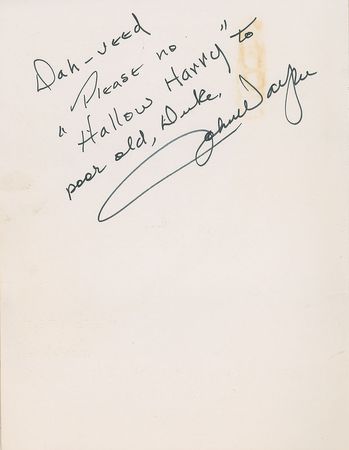 Dah-veed
Please no
"Hallow Harry" to
poor old, Duke,
John Wayne